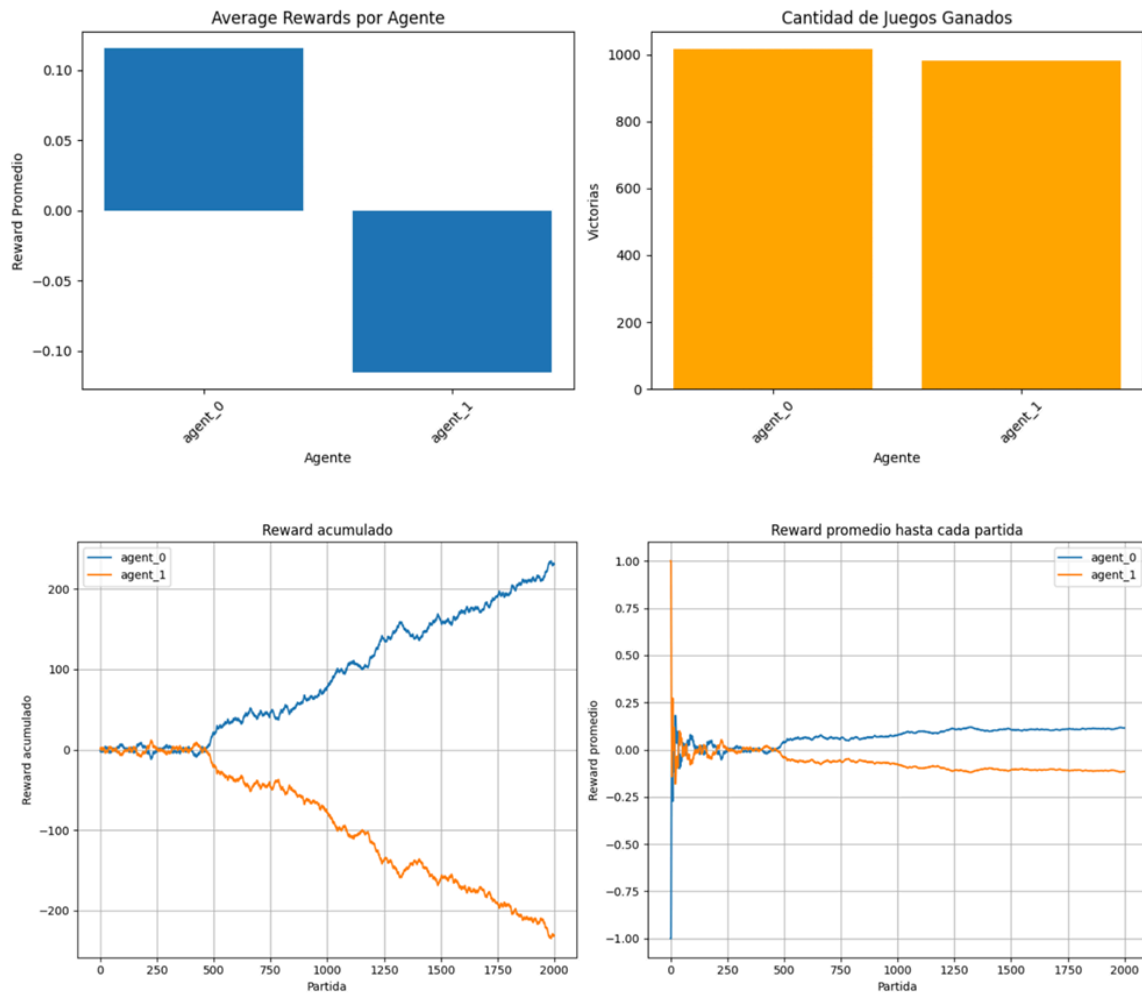 Average Rewards por Agente
Reward Promedio
0.10
0.05
0.00
−0.05
−0.10
agent_0
agent_1
Agente
Cantidad de Juegos Ganados
Victorias
1000
800
600
400
200
0
agent_0
agent_1
Agente
Reward acumulado
agent_0
agent_1
Reward acumulado
200
100
0
−100
−200
0
250
500
750
1000
1250
1500
1750
2000
Partida
Reward promedio hasta cada partida
agent_0
agent_1
Reward promedio
1.00
0.75
0.50
0.25
0.00
−0.25
−0.50
−0.75
−1.00
0
250
500
750
1000
1250
1500
1750
2000
Partida